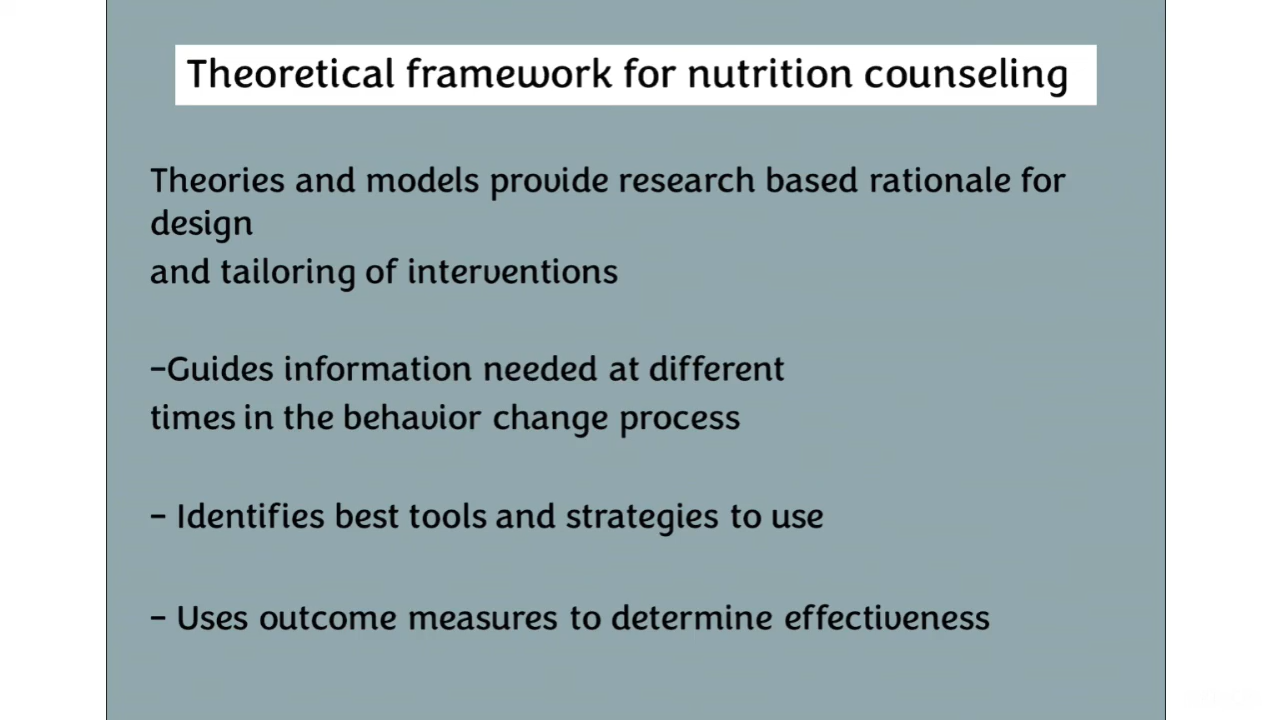 Theoretical framework for nutrition counseling
Theories and models provide research based rationale for
design
and tailoring of interventions
-Guides information needed at different
times in the behavior change process
- Identifies best tools and strategies to use
- Uses outcome measures to determine effectiveness